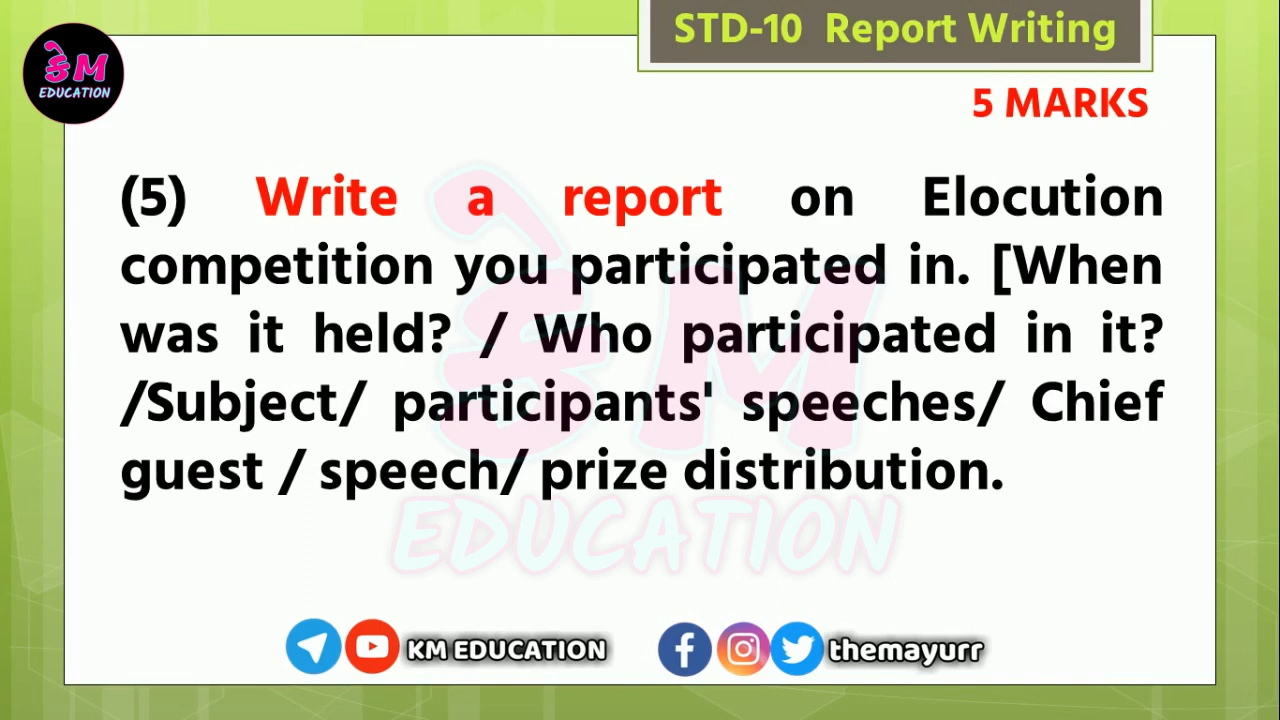 STD-10 Report Writing
કેM
EDUCATION
5 MARKS
(5) Write a report on Elocution
competition you participated in. [When
was it held? / Who participated in it?
/Subject/ participants' speeches/ Chief
guest / speech/ prize distribution.
કેM
EDUCATION
KM EDUCATION
themayurr